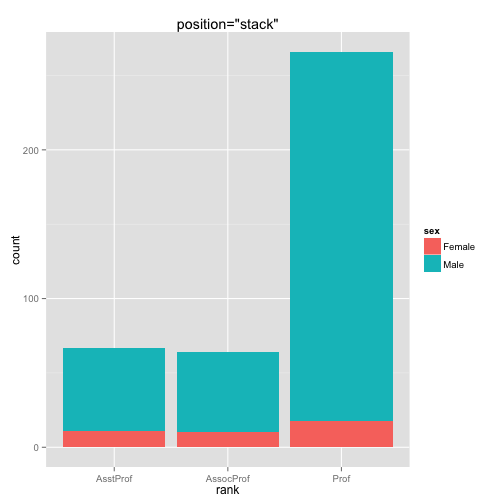 position="stack"
count
200
100
0
AsstProf AssocProf Prof
rank
sex
Female
Male